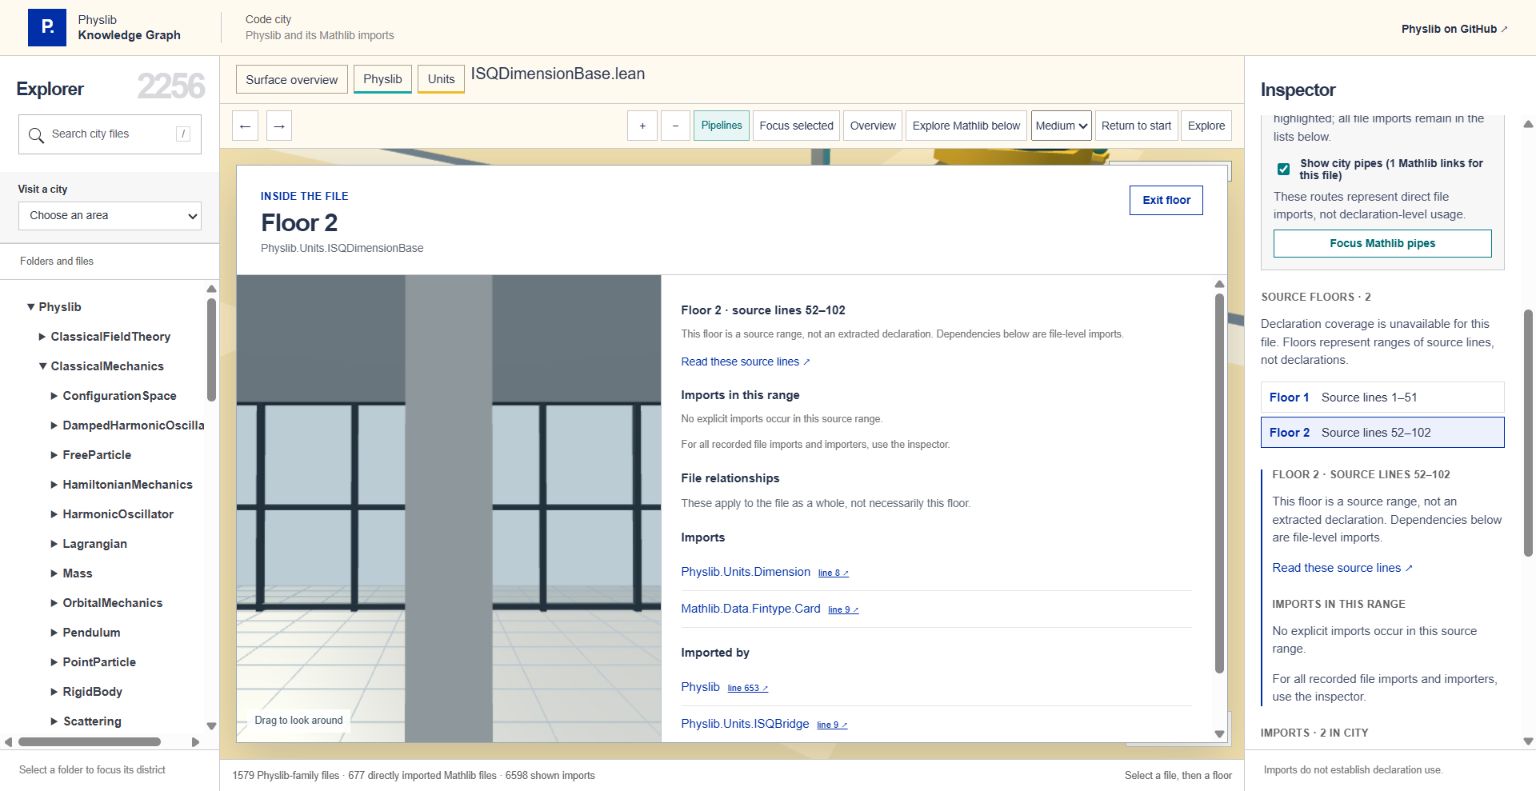 P.
Physlib
Knowledge Graph
Code city
Physlib and its Mathlib imports
Physlib on GitHub ↗
Explorer
2256
Search city files
/
Visit a city
Choose an area
Folders and files
▼ Physlib
▶ ClassicalFieldTheory
▼ ClassicalMechanics
▶ ConfigurationSpace
▶ DampedHarmonicOscilla
▶ FreeParticle
▶ HamiltonianMechanics
▶ HarmonicOscillator
▶ Lagrangian
▶ Mass
▶ OrbitalMechanics
▶ Pendulum
▶ PointParticle
▶ RigidBody
▶ Scattering
Select a folder to focus its district
Surface overview
Physlib
Units
ISQDimensionBase.lean
←
→
+
−
Pipelines
Focus selected
Overview
Explore Mathlib below
Medium
Return to start
Explore
INSIDE THE FILE
Floor 2
Physlib.Units.ISQDimensionBase
Exit floor
Drag to look around
Floor 2 · source lines 52–102
This floor is a source range, not an extracted declaration. Dependencies below are file-level imports.
Read these source lines ↗
Imports in this range
No explicit imports occur in this source range.
For all recorded file imports and importers, use the inspector.
File relationships
These apply to the file as a whole, not necessarily this floor.
Imports
Physlib.Units.Dimension line 8 ↗
Mathlib.Data.Fintype.Card line 9 ↗
Imported by
Physlib line 653 ↗
Physlib.Units.ISQBridge line 9 ↗
1579 Physlib-family files · 677 directly imported Mathlib files · 6598 shown imports
Select a file, then a floor
Inspector
highlighted; all file imports remain in the
lists below.
Show city pipes (1 Mathlib links for
this file)
These routes represent direct file
imports, not declaration-level usage.
Focus Mathlib pipes
SOURCE FLOORS · 2
Declaration coverage is unavailable for this
file. Floors represent ranges of source lines,
not declarations.
Floor 1 Source lines 1–51
Floor 2 Source lines 52–102
FLOOR 2 · SOURCE LINES 52–102
This floor is a source range, not an
extracted declaration. Dependencies below
are file-level imports.
Read these source lines ↗
IMPORTS IN THIS RANGE
No explicit imports occur in this source
range.
For all recorded file imports and importers,
use the inspector.
IMPORTS · 2 IN CITY
Imports do not establish declaration use.